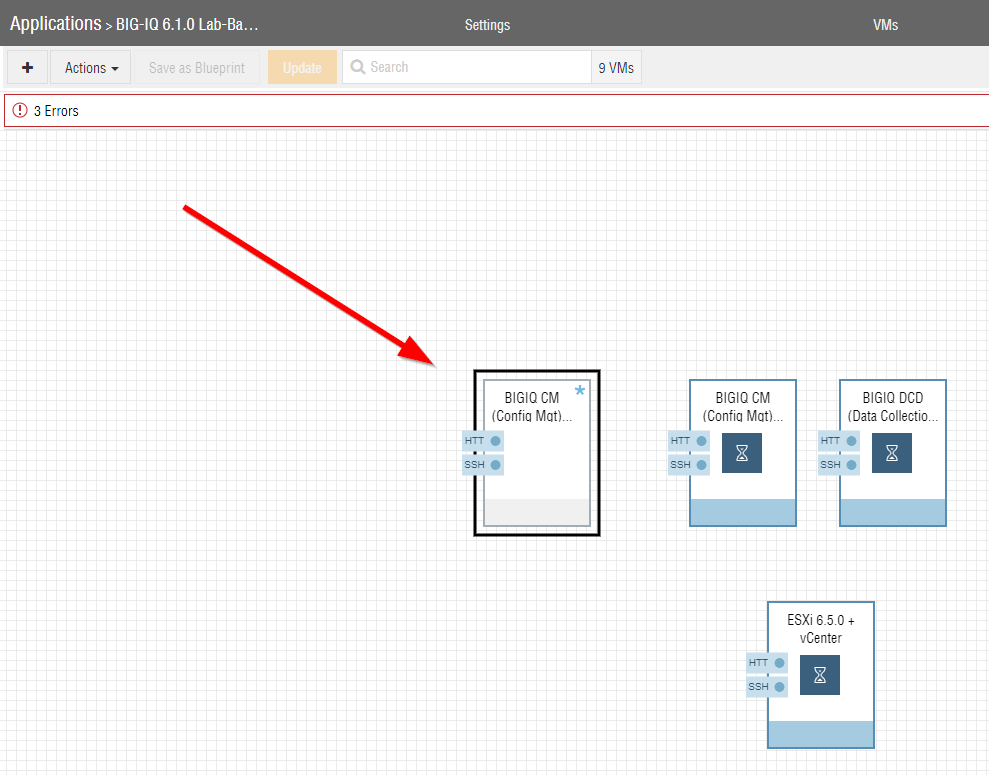 Applications > BIG-IQ 6.1.0 Lab-Ba…
Settings
VMs
+
Actions
Save as Blueprint
Update
Search
9 VMs
3 Errors
BIGIQ CM
(Config Mgt)...
*
HTT
SSH
BIGIQ CM
(Config Mgt)...
HTT
SSH
BIGIQ DCD
(Data Collectio...
HTT
SSH
ESXi 6.5.0 +
vCenter
HTT
SSH